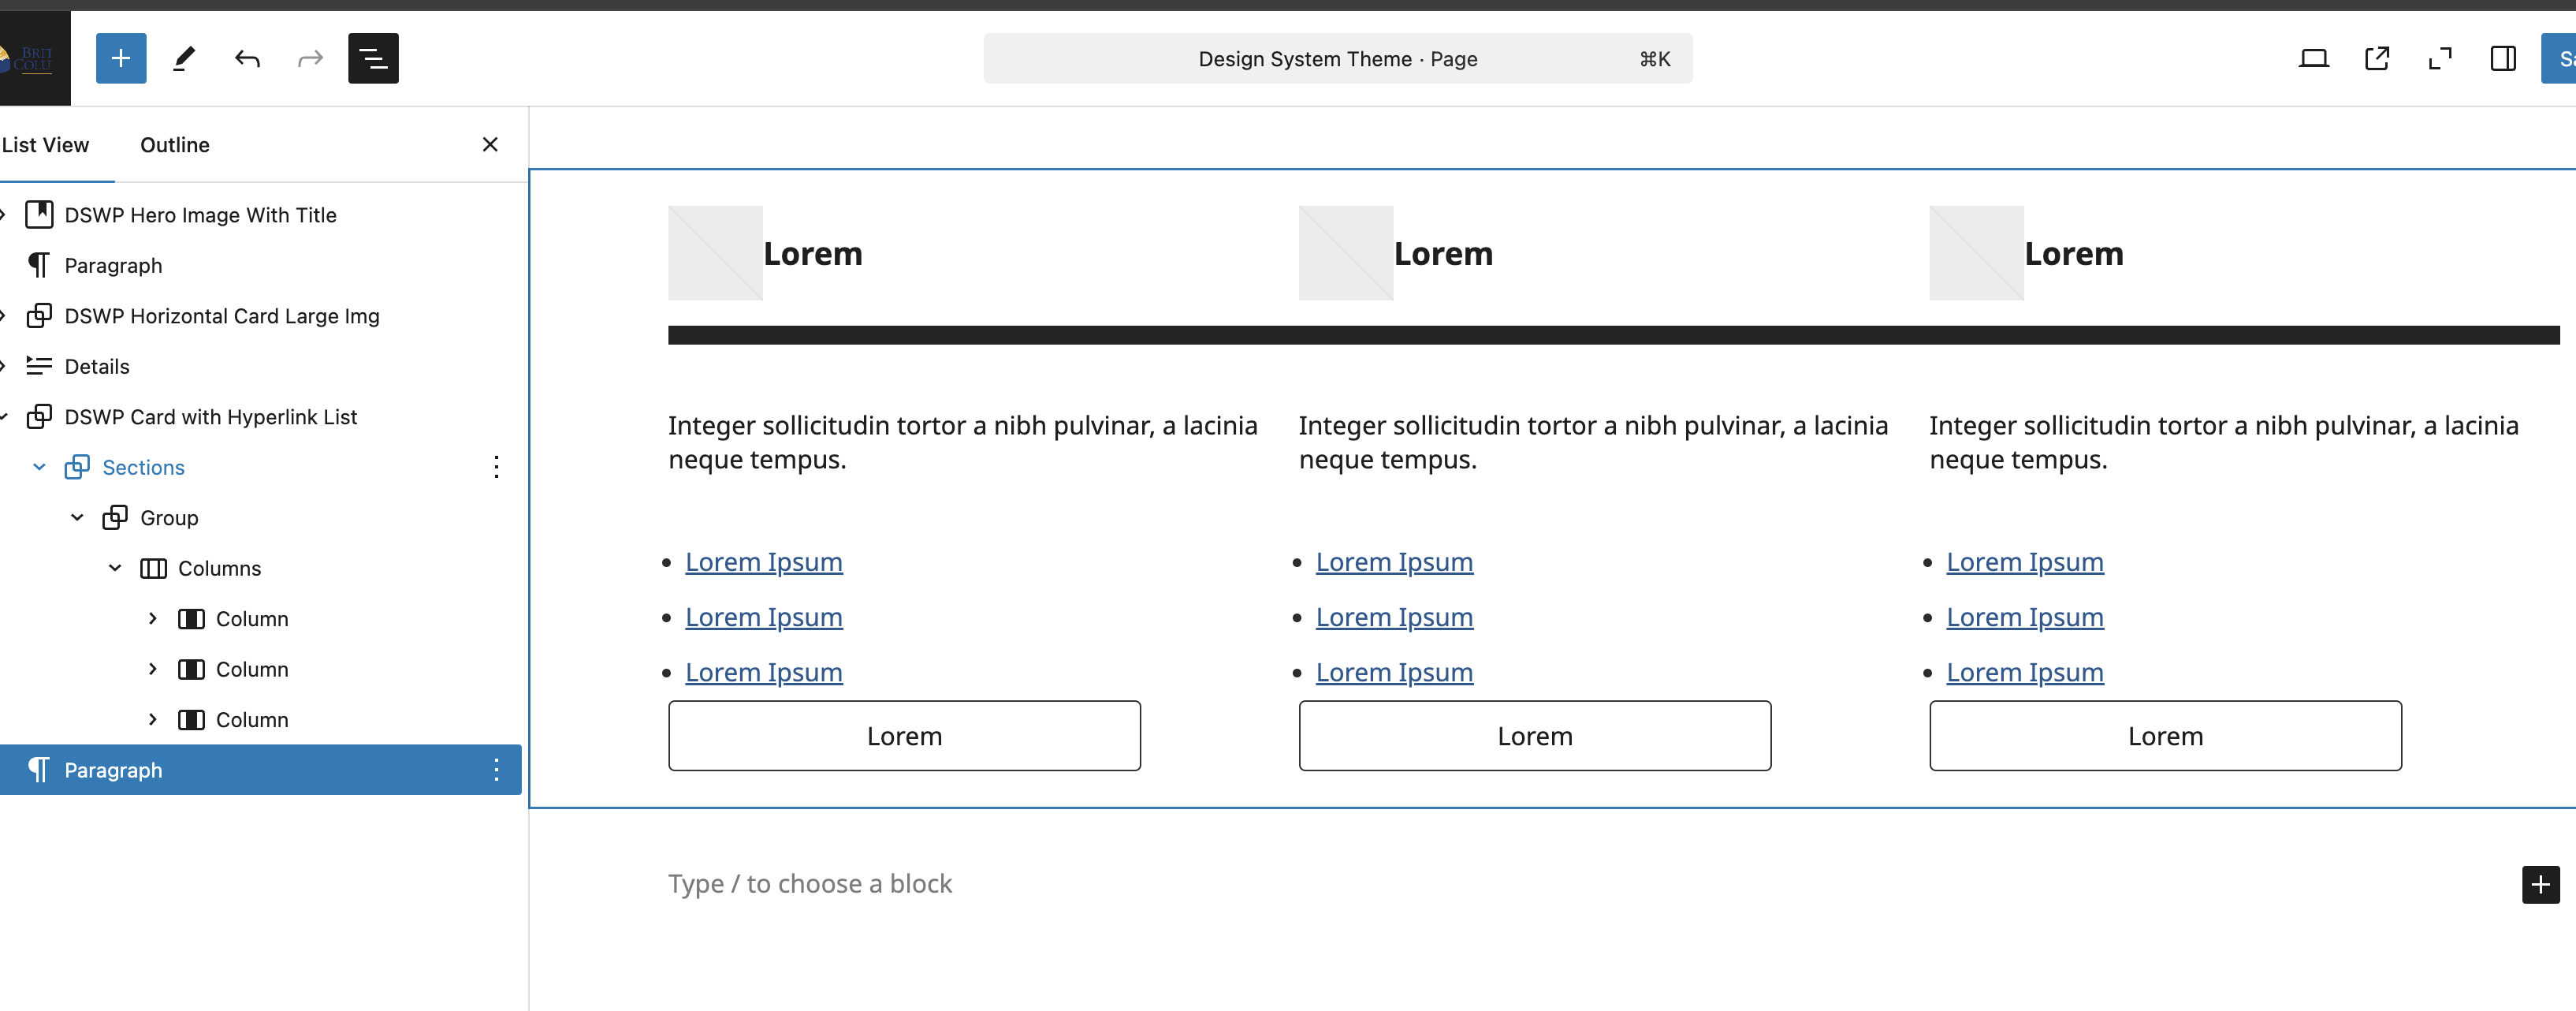 BRITI
COLU
Design System Theme · Page ⌘K
Sa
List View Outline
DSWP Hero Image With Title
Paragraph
DSWP Horizontal Card Large Img
Details
DSWP Card with Hyperlink List
Sections
Group
Columns
Column
Column
Column
Paragraph
Lorem Lorem Lorem
Integer sollicitudin tortor a nibh pulvinar, a lacinia
neque tempus.
Integer sollicitudin tortor a nibh pulvinar, a lacinia
neque tempus.
Integer sollicitudin tortor a nibh pulvinar, a lacinia
neque tempus.
Lorem Ipsum Lorem Ipsum Lorem Ipsum
Lorem Ipsum Lorem Ipsum Lorem Ipsum
Lorem Ipsum Lorem Ipsum Lorem Ipsum
Lorem Lorem Lorem
Type / to choose a block